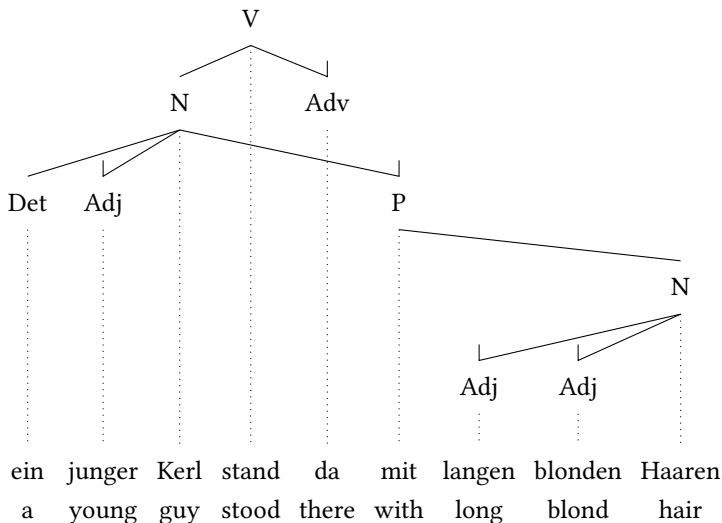 V
N Adv
Det Adj P
N
Adj Adj
ein junger Kerl stand da mit langen blonden Haaren
a young guy stood there with long blond hair